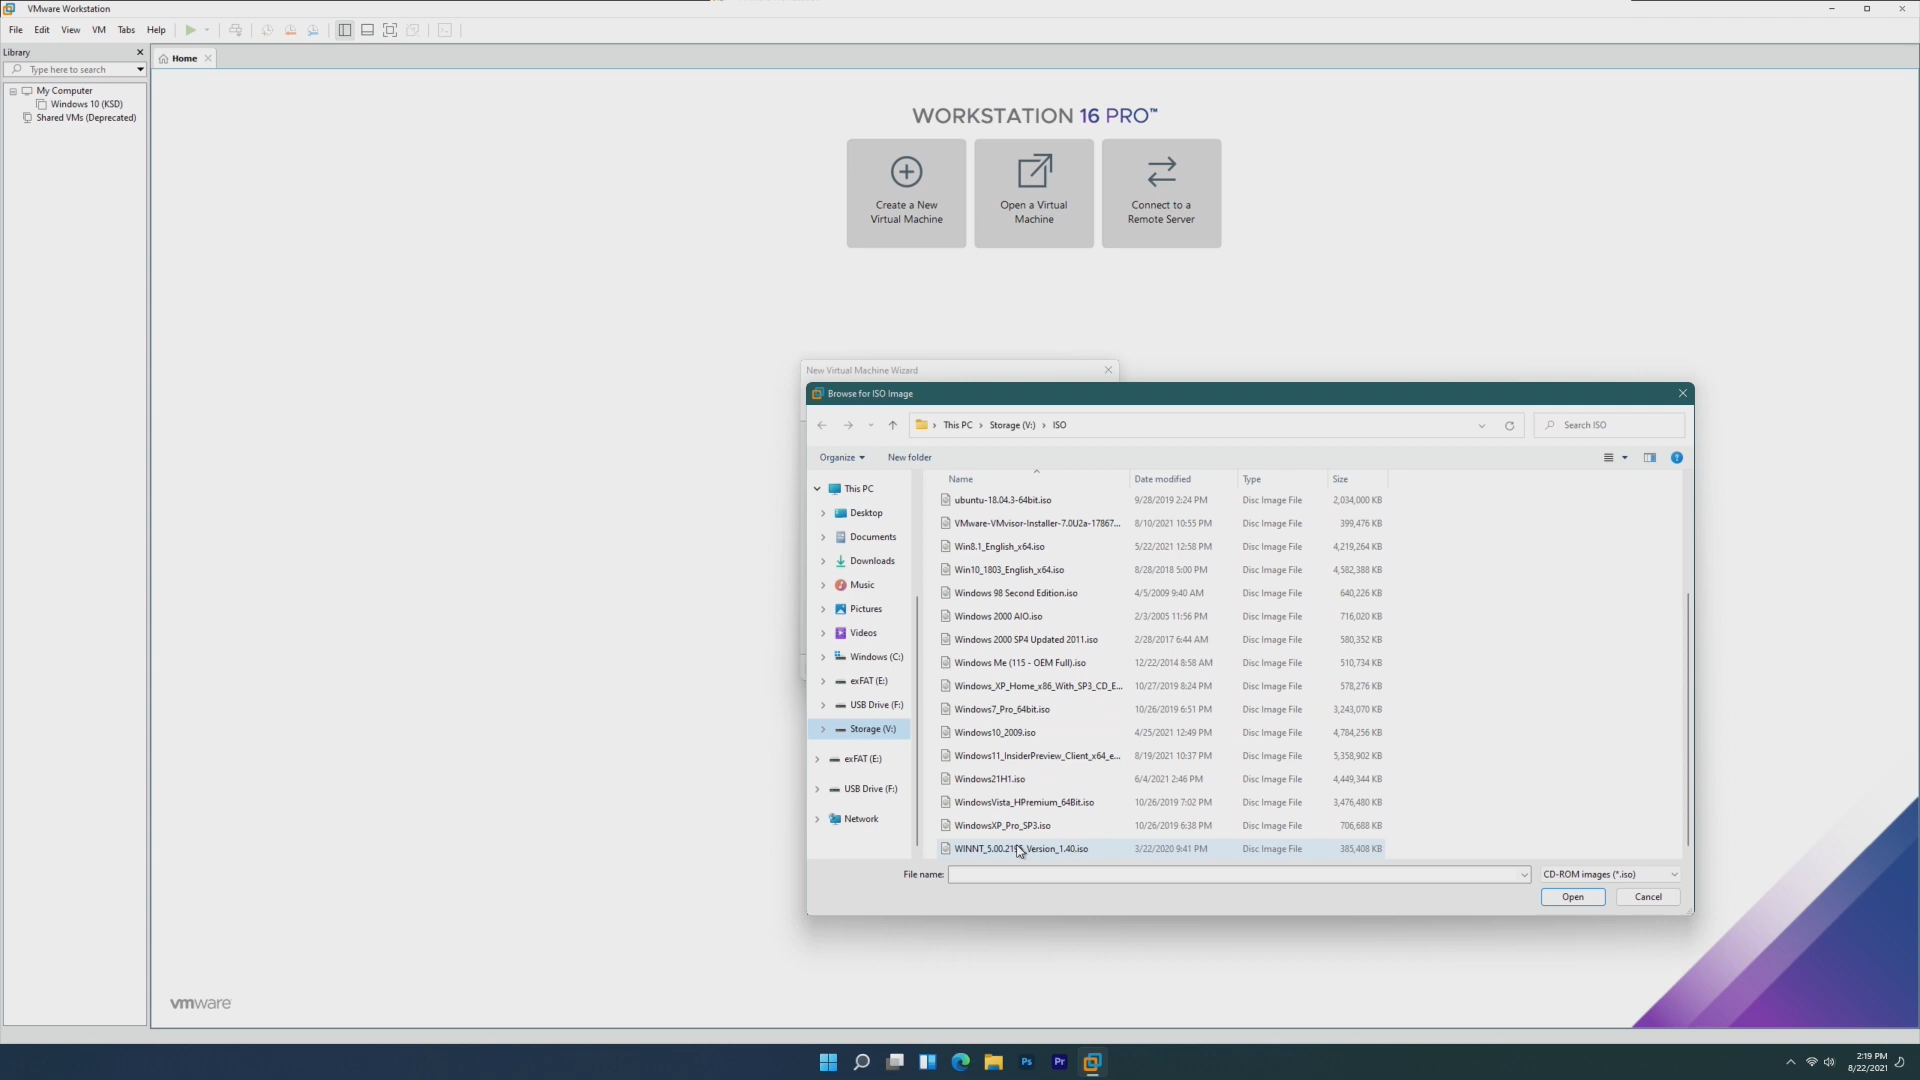 VMware Workstation
File Edit View VM Tabs Help
Library
Type here to search
My Computer
Windows 10 (KSD)
Shared VMs (Deprecated)
Home
WORKSTATION 16 PRO™
Create a New
Virtual Machine
Open a Virtual
Machine
Connect to a
Remote Server
New Virtual Machine Wizard
Browse for ISO Image
This PC › Storage (V:) › ISO
Search ISO
Organize New folder
This PC
Desktop
Documents
Downloads
Music
Pictures
Videos
Windows (C:)
exFAT (E:)
USB Drive (F:)
Storage (V:)
exFAT (E:)
USB Drive (F:)
Network
Name Date modified Type Size
ubuntu-18.04.3-64bit.iso 9/28/2019 2:24 PM Disc Image File 2,034,000 KB
VMware-VMvisor-Installer-7.0U2a-17867... 8/10/2021 10:55 PM Disc Image File 399,476 KB
Win8.1_English_x64.iso 5/22/2021 12:58 PM Disc Image File 4,219,264 KB
Win10_1803_English_x64.iso 8/28/2018 5:00 PM Disc Image File 4,582,388 KB
Windows 98 Second Edition.iso 4/5/2009 9:40 AM Disc Image File 640,226 KB
Windows 2000 AIO.iso 2/3/2005 11:56 PM Disc Image File 716,020 KB
Windows 2000 SP4 Updated 2011.iso 2/28/2017 6:44 AM Disc Image File 580,352 KB
Windows Me (115 - OEM Full).iso 12/22/2014 8:58 AM Disc Image File 510,734 KB
Windows_XP_Home_x86_With_SP3_CD_E... 10/27/2019 8:24 PM Disc Image File 578,276 KB
Windows7_Pro_64bit.iso 10/26/2019 6:51 PM Disc Image File 3,243,070 KB
Windows10_2009.iso 4/25/2021 12:49 PM Disc Image File 4,784,256 KB
Windows11_InsiderPreview_Client_x64_e... 8/19/2021 10:37 PM Disc Image File 5,358,902 KB
Windows21H1.iso 6/4/2021 2:46 PM Disc Image File 4,449,344 KB
WindowsVista_HPremium_64Bit.iso 10/26/2019 7:02 PM Disc Image File 3,476,480 KB
WindowsXP_Pro_SP3.iso 10/26/2019 6:38 PM Disc Image File 706,688 KB
3/22/2020 9:41 PM Disc Image File 385,408 KB
File name: CD-ROM images (*.iso)
Open Cancel
vmware
Ps Pr
2:19 PM
8/22/2021